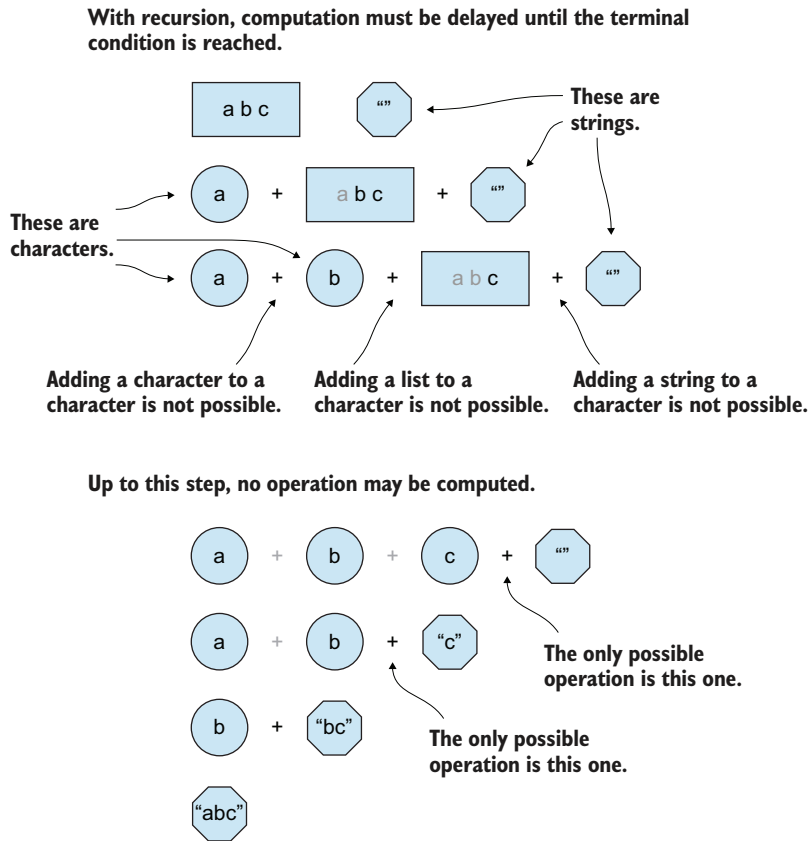 With recursion, computation must be delayed until the terminal
condition is reached.
a b c “”
These are
strings.
a + a b c + “”
These are
characters.
a + b + a b c + “”
Adding a character to a
character is not possible.
Adding a list to a
character is not possible.
Adding a string to a
character is not possible.
Up to this step, no operation may be computed.
a + b + c + “”
The only possible
operation is this one.
a + b + “c”
The only possible
operation is this one.
b + “bc”
“abc”